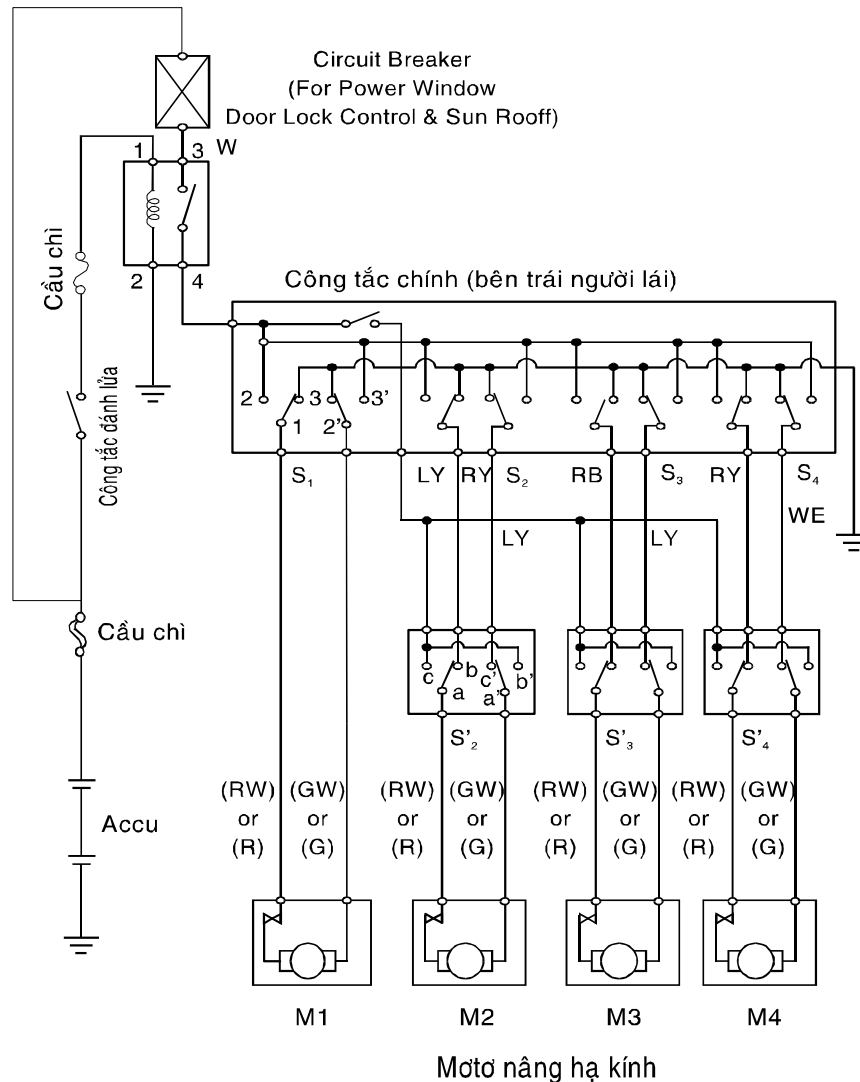 Circuit Breaker
(For Power Window
Door Lock Control & Sun Rooff)
1
3
W
Cầu chì
2
4
Công tắc chính (bên trái người lái)
Công tắc đánh lửa
2
1
3
2'
3'
S₁
LY
RY
S₂
RB
S₃
RY
S₄
WE
LY
LY
Cầu chì
c
b
a
c'
a'
b'
S'₂
S'₃
S'₄
Accu
(RW)
or
(R)
(GW)
or
(G)
(RW)
or
(R)
(GW)
or
(G)
(RW)
or
(R)
(GW)
or
(G)
(RW)
or
(R)
(GW)
or
(G)
M1
M2
M3
M4
Mơtơ nâng hạ kính